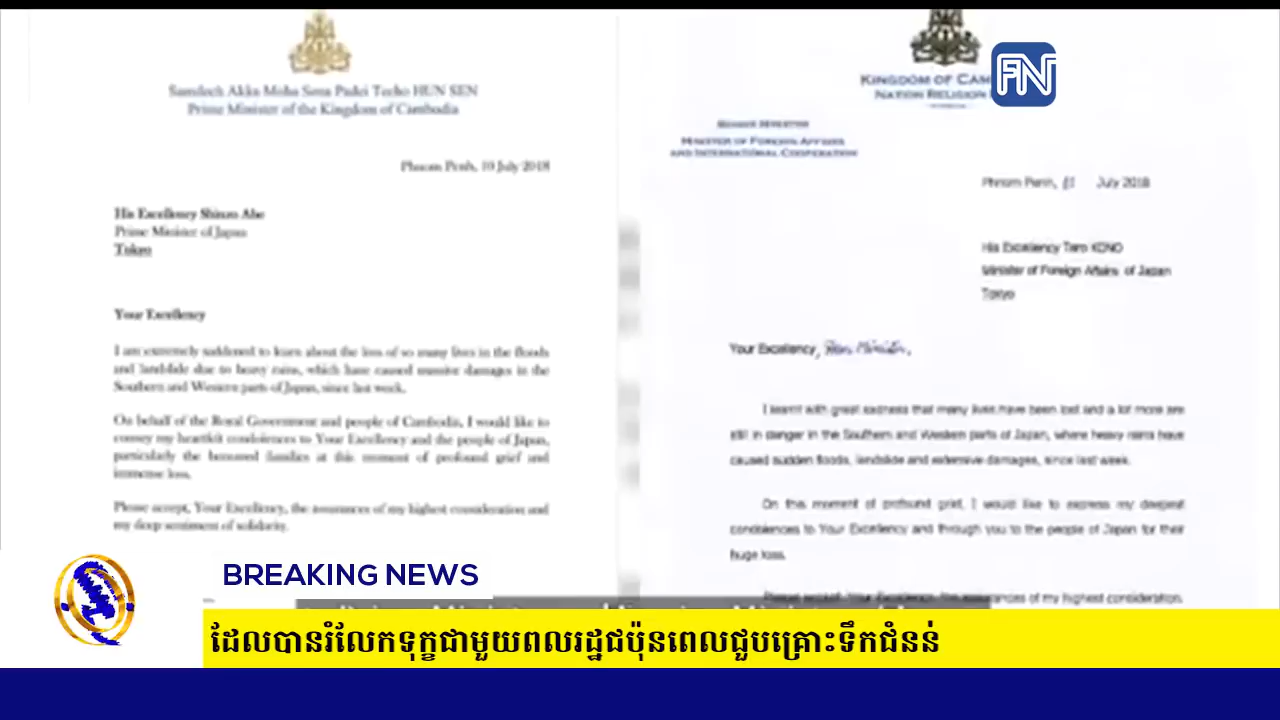 Samdech Akka Moha Sena Padei Techo HUN SEN
Prime Minister of the Kingdom of Cambodia
Phnom Penh, 10 July 2018
His Excellency Shinzo Abe
Prime Minister of Japan
Tokyo
Your Excellency
I am extremely saddened to learn about the loss of so many lives in the floods
and landslide due to heavy rains, which have caused massive damages in the
Southern and Western parts of Japan, since last week.
On behalf of the Royal Government and people of Cambodia, I would like to
convey my heartfelt condolences to Your Excellency and the people of Japan,
particularly the bereaved families at this moment of profound grief and
immense loss.
Please accept, Your Excellency, the assurances of my highest consideration and
my deep sentiment of solidarity.
FN
KINGDOM OF CAM
NATION RELIGION
MINISTER OF FOREIGN AFFAIRS
AND INTERNATIONAL COOPERATION
Phnom Penh, 11 July 2018
His Excellency Taro KONO
Minister of Foreign Affairs of Japan
Tokyo
Your Excellency,
I learnt with great sadness that many lives have been lost and a lot more are
still in danger in the Southern and Western parts of Japan, where heavy rains have
caused sudden floods, landslide and extensive damages, since last week.
On this moment of profound grief, I would like to express my deepest
condolences to Your Excellency and through you to the people of Japan for their
huge loss.
Please accept, Your Excellency, the assurances of my highest consideration.
BREAKING NEWS
ដែលបានរំលែកទុក្ខជាមួយពលរដ្ឋជប៉ុនពេលជួបគ្រោះទឹកជំនន់